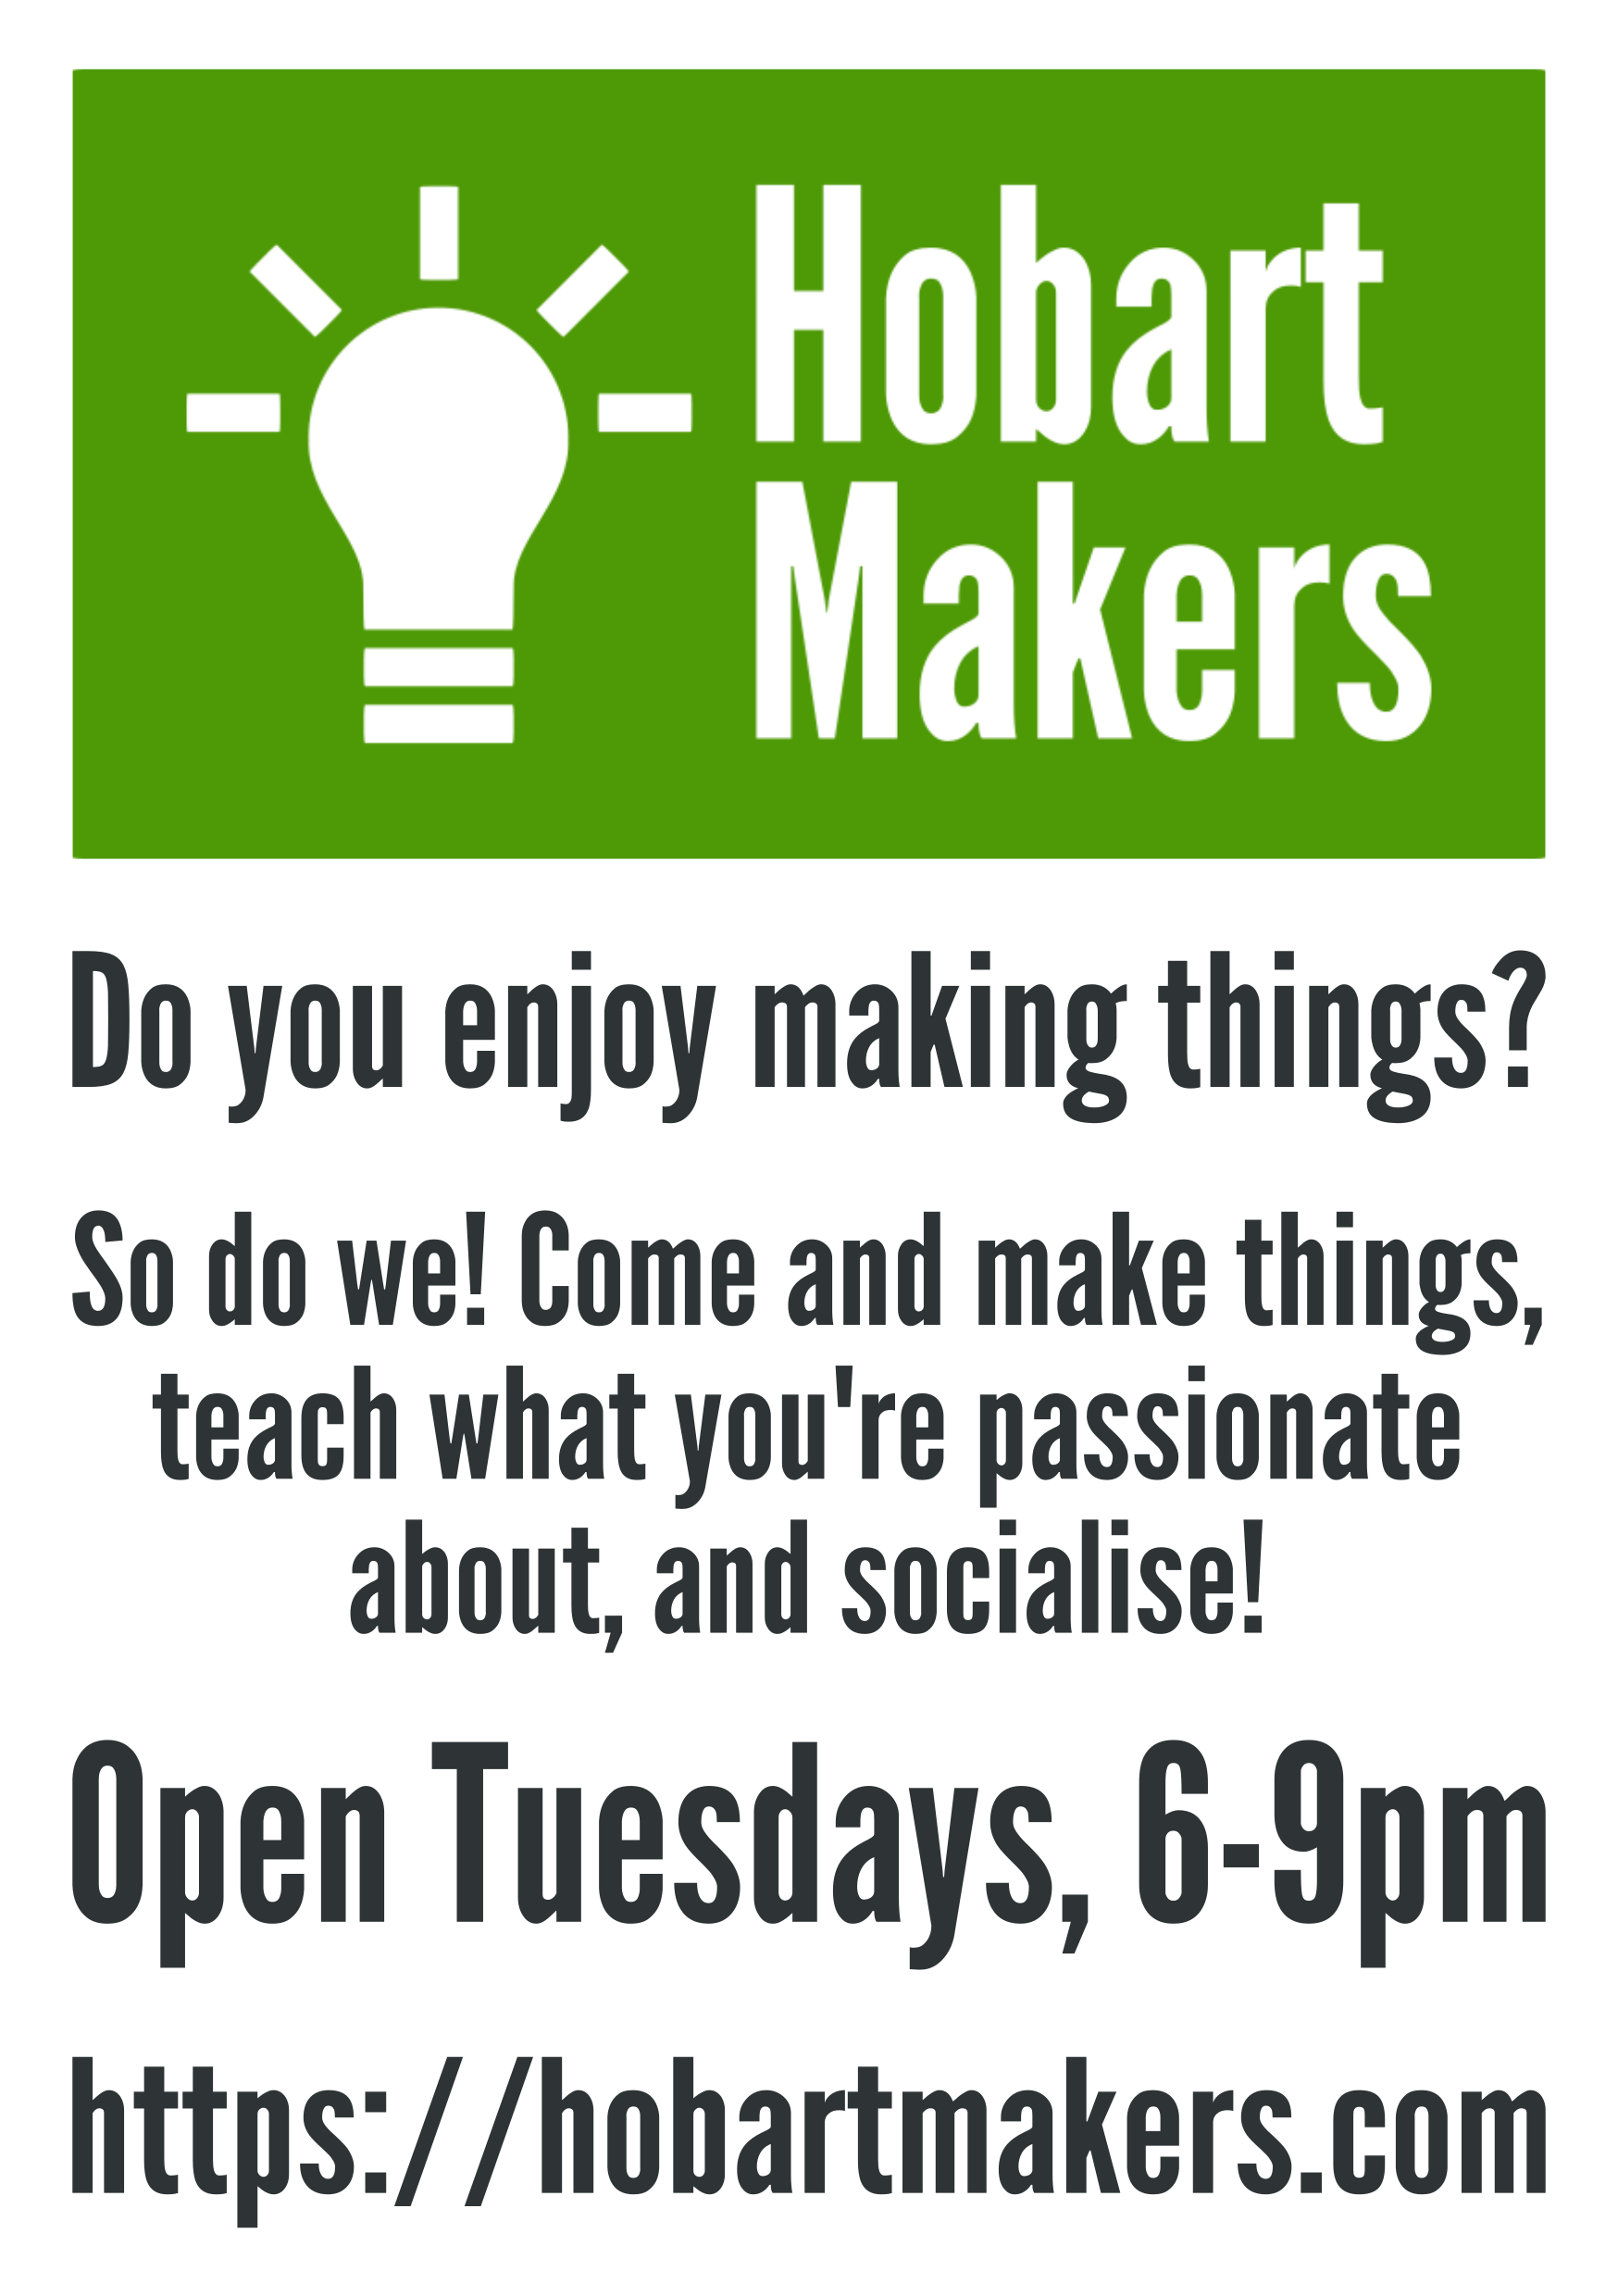 Hobart
Makers
Do you enjoy making things?
So do we! Come and make things,
teach what you're passionate
about, and socialise!
Open Tuesdays, 6-9pm
https://hobartmakers.com